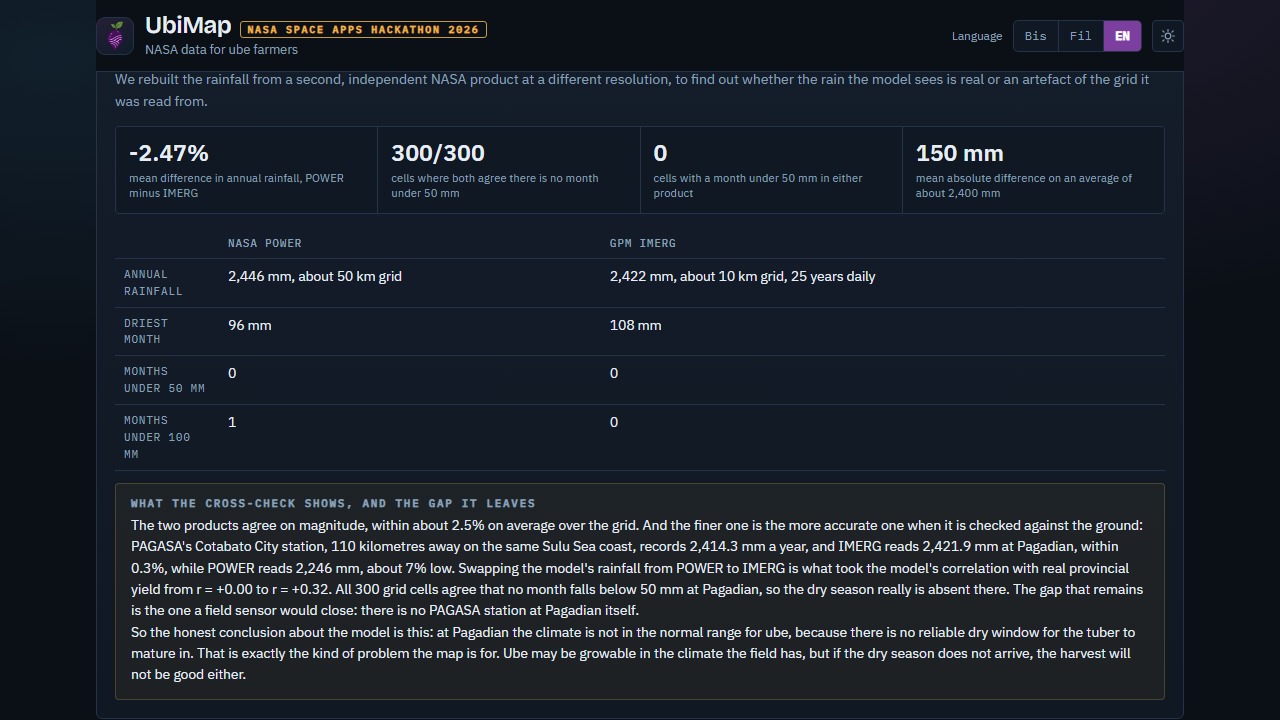 UbiMap NASA SPACE APPS HACKATHON 2026
NASA data for ube farmers
Language Bis Fil EN
We rebuilt the rainfall from a second, independent NASA product at a different resolution, to find out whether the rain the model sees is real or an artefact of the grid it
was read from.
-2.47%
mean difference in annual rainfall, POWER
minus IMERG
300/300
cells where both agree there is no month
under 50 mm
0
cells with a month under 50 mm in either
product
150 mm
mean absolute difference on an average of
about 2,400 mm
NASA POWER GPM IMERG
ANNUAL
RAINFALL
2,446 mm, about 50 km grid
2,422 mm, about 10 km grid, 25 years daily
DRIEST
MONTH
96 mm
108 mm
MONTHS
UNDER 50 MM
0
0
MONTHS
UNDER 100
MM
1
0
WHAT THE CROSS-CHECK SHOWS, AND THE GAP IT LEAVES
The two products agree on magnitude, within about 2.5% on average over the grid. And the finer one is the more accurate one when it is checked against the ground:
PAGASA's Cotabato City station, 110 kilometres away on the same Sulu Sea coast, records 2,414.3 mm a year, and IMERG reads 2,421.9 mm at Pagadian, within
0.3%, while POWER reads 2,246 mm, about 7% low. Swapping the model's rainfall from POWER to IMERG is what took the model's correlation with real provincial
yield from r = +0.00 to r = +0.32. All 300 grid cells agree that no month falls below 50 mm at Pagadian, so the dry season really is absent there. The gap that remains
is the one a field sensor would close: there is no PAGASA station at Pagadian itself.
So the honest conclusion about the model is this: at Pagadian the climate is not in the normal range for ube, because there is no reliable dry window for the tuber to
mature in. That is exactly the kind of problem the map is for. Ube may be growable in the climate the field has, but if the dry season does not arrive, the harvest will
not be good either.